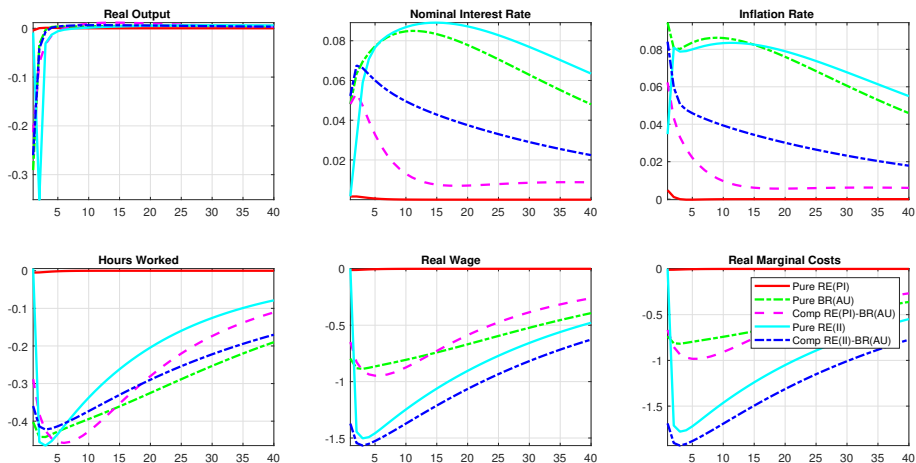 Real Output
0
-0.1
-0.2
-0.3
5 10 15 20 25 30 35 40
Nominal Interest Rate
0.08
0.06
0.04
0.02
5 10 15 20 25 30 35 40
Inflation Rate
0.08
0.06
0.04
0.02
0
5 10 15 20 25 30 35 40
Hours Worked
0
-0.1
-0.2
-0.3
-0.4
5 10 15 20 25 30 35 40
Real Wage
0
-0.5
-1
-1.5
5 10 15 20 25 30 35 40
Real Marginal Costs
0
-0.5
-1
-1.5
5 10 15 20 25 30 35 40
Pure RE(PI)
Pure BR(AU)
Comp RE(PI)-BR(AU)
Pure RE(II)
Comp RE(II)-BR(AU)